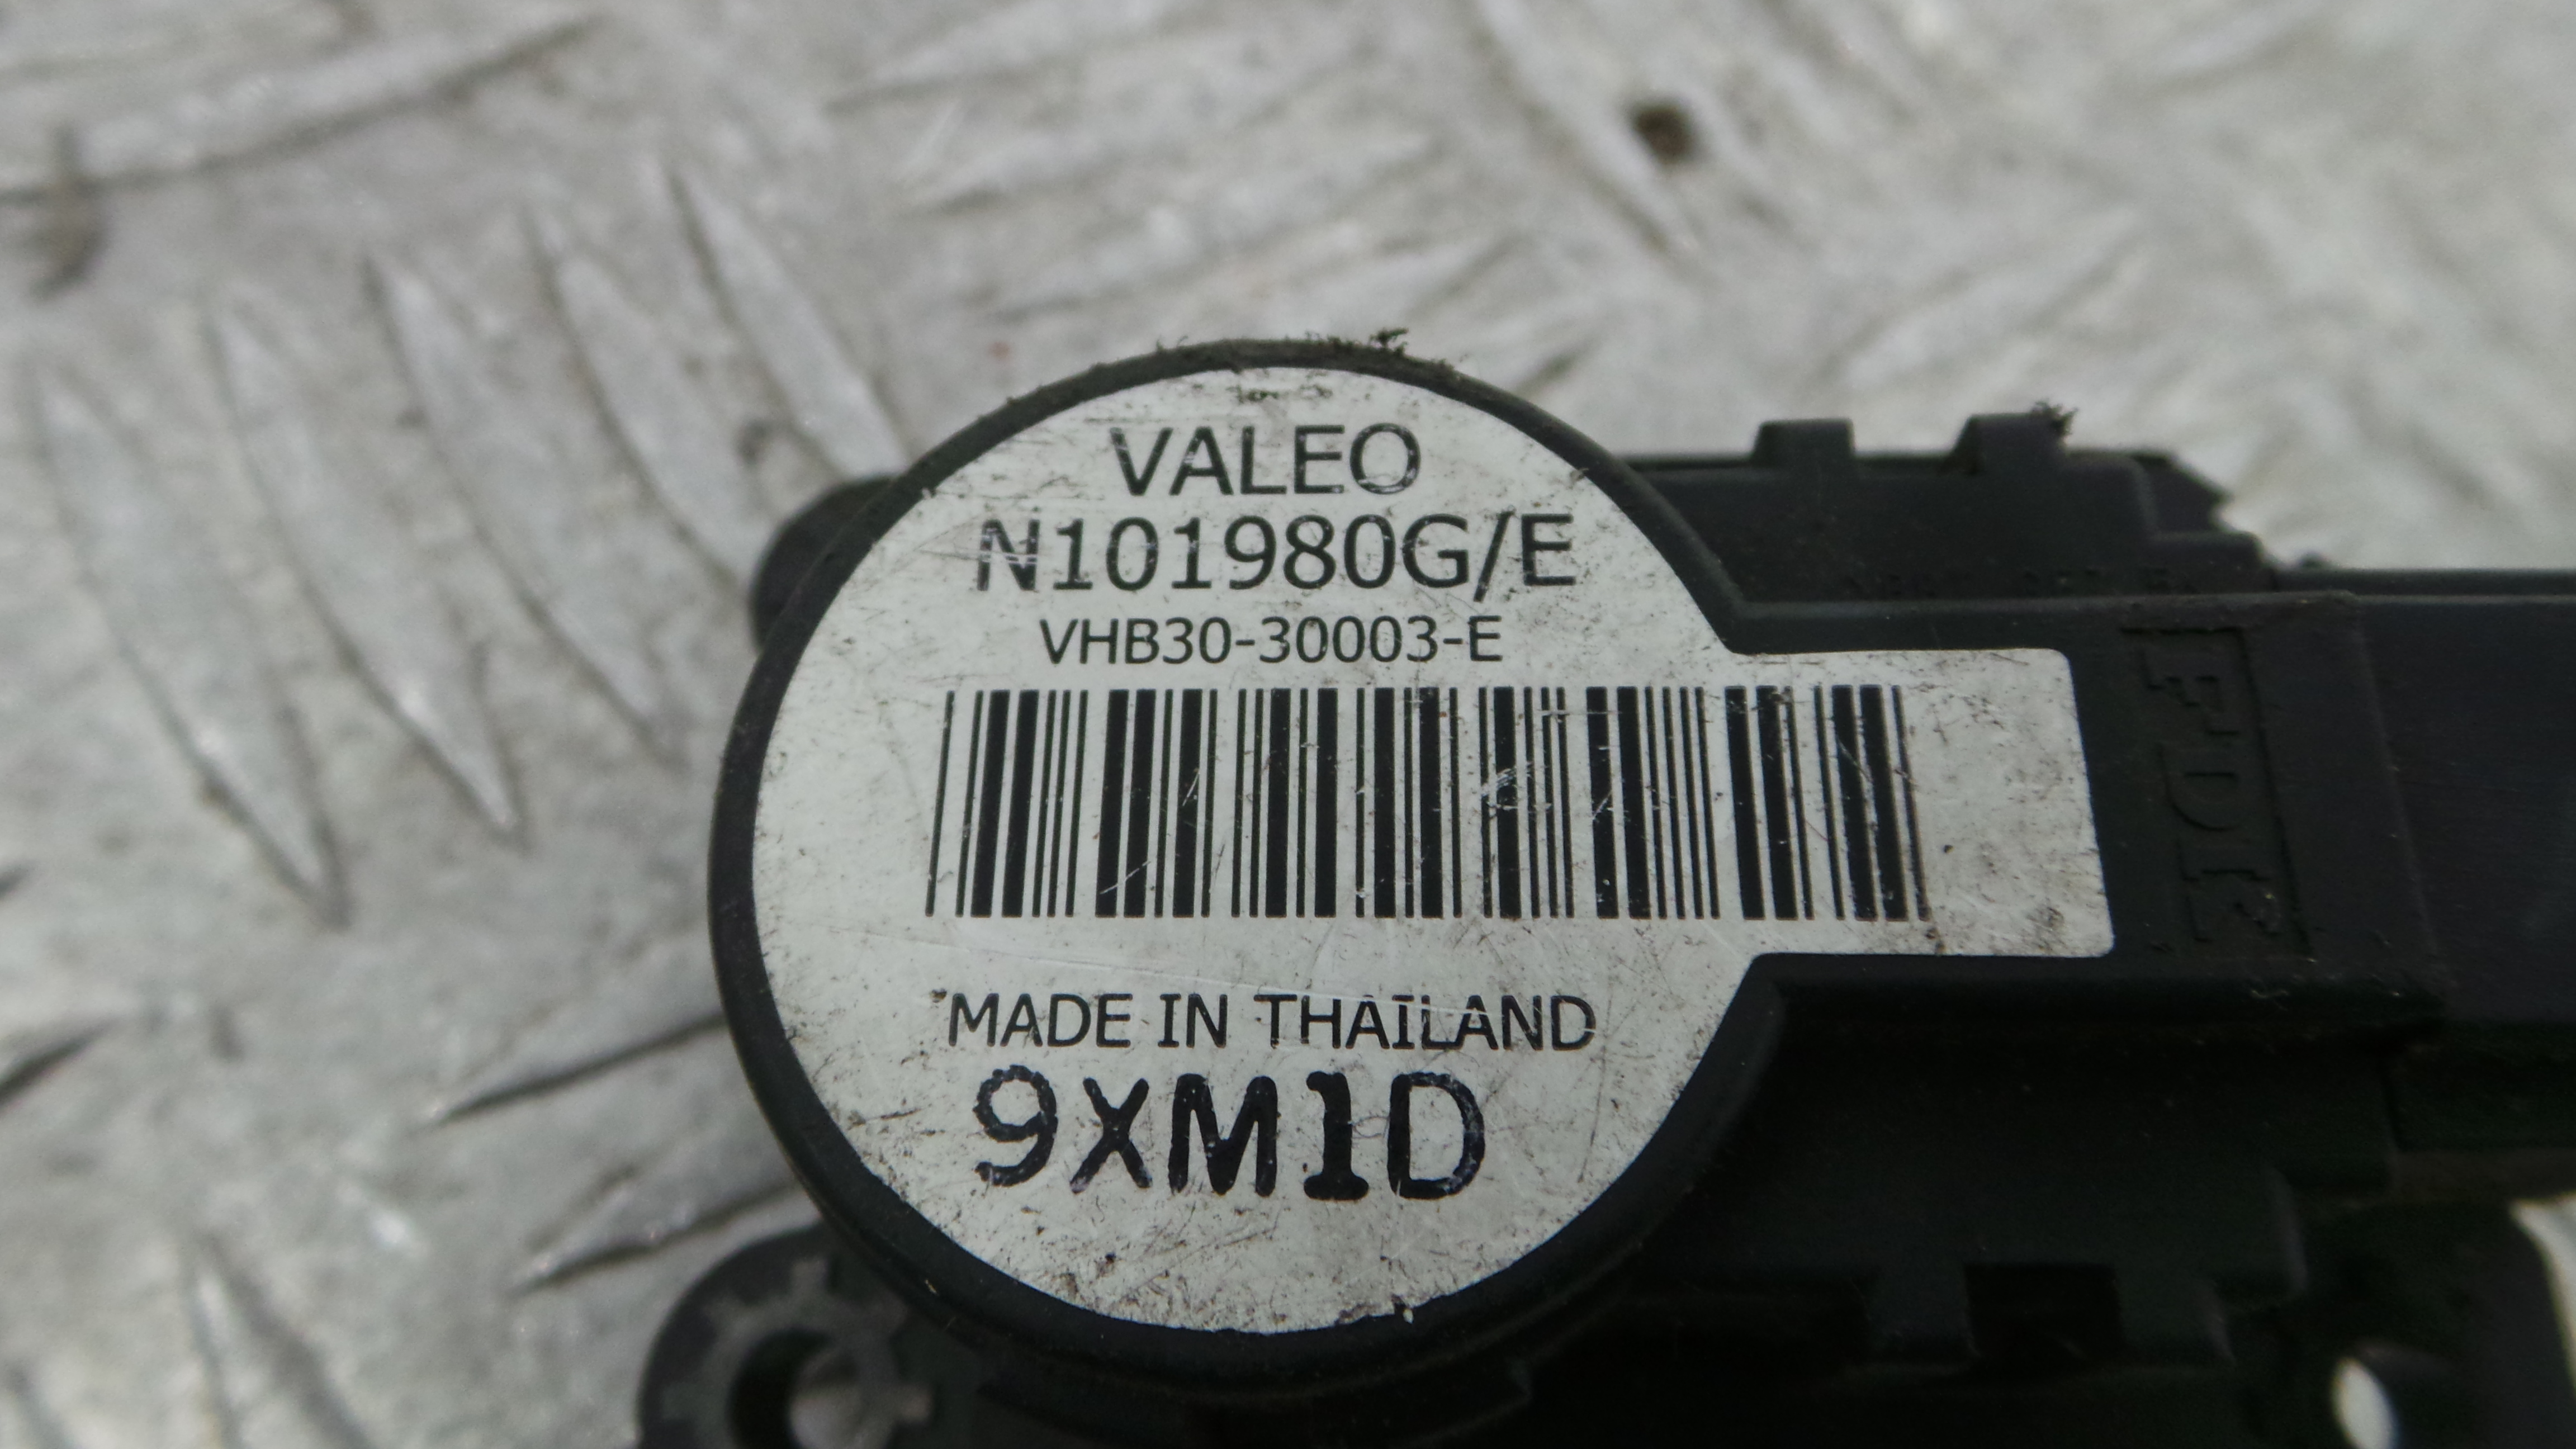 VALEO
N101980G/E
VHB30-30003-E
MADE IN THAILAND
9XM1D